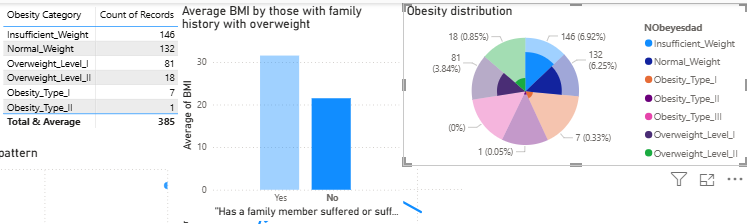 Obesity Category Count of Records
Insufficient_Weight 146
Normal_Weight 132
Overweight_Level_I 81
Overweight_Level_II 18
Obesity_Type_I 7
Obesity_Type_II 1
Total & Average 385
pattern
Average BMI by those with family
history with overweight
Average of BMI
30
20
10
0
Yes No
"Has a family member suffered or suff...
Obesity distribution
18 (0.85%)
146 (6.92%)
81
(3.84%)
132
(6.25%)
(0%)
7 (0.33%)
1 (0.05%)
NObeyesdad
Insufficient_Weight
Normal_Weight
Obesity_Type_I
Obesity_Type_II
Obesity_Type_III
Overweight_Level_I
Overweight_Level_II